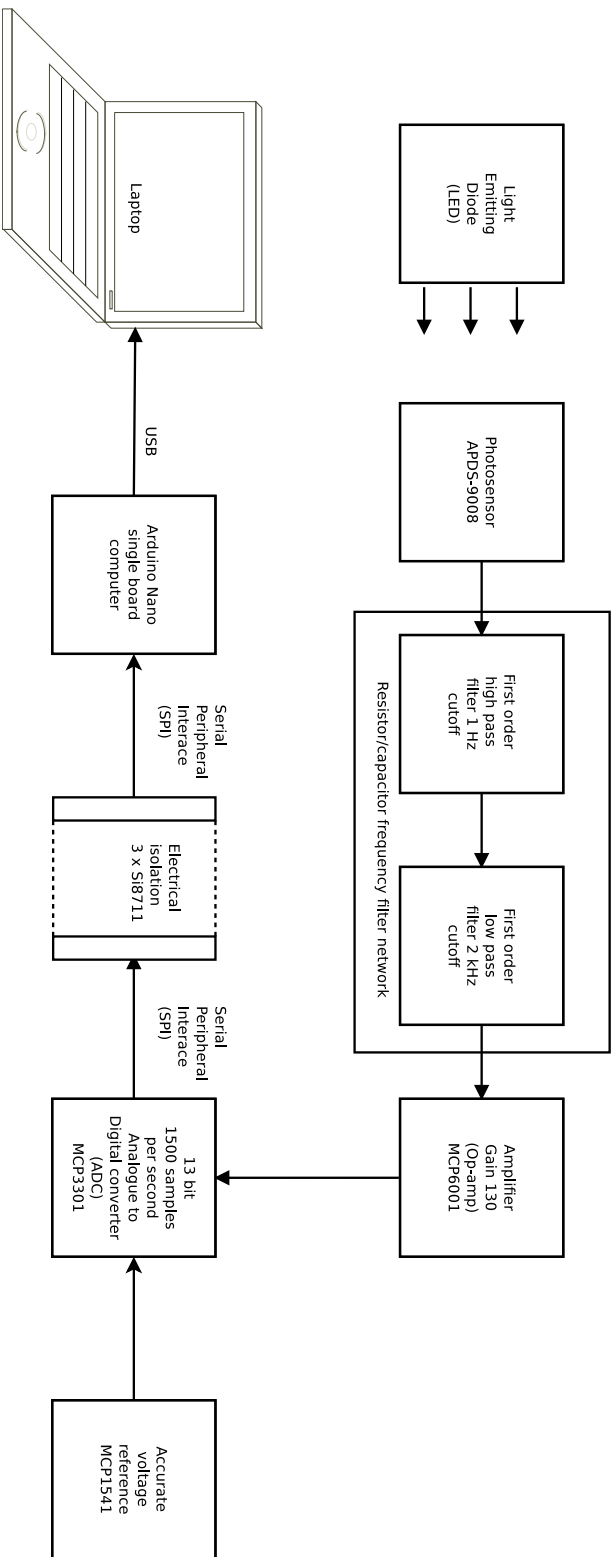 Light
Emitting
Diode
(LED)
Photosensor
APDS-9008
First order
high pass
filter 1 Hz
cutoff
First order
low pass
filter 2 kHz
cutoff
Resistor/capacitor frequency filter network
Amplifier
Gain 130
(Op-amp)
MCP6001
Laptop
USB
Arduino Nano
single board
computer
Serial
Peripheral
Interace
(SPI)
Electrical
isolation
3 x Si8711
Serial
Peripheral
Interace
(SPI)
13 bit
1500 samples
per second
Analogue to
Digital converter
(ADC)
MCP3301
Accurate
voltage
reference
MCP1541